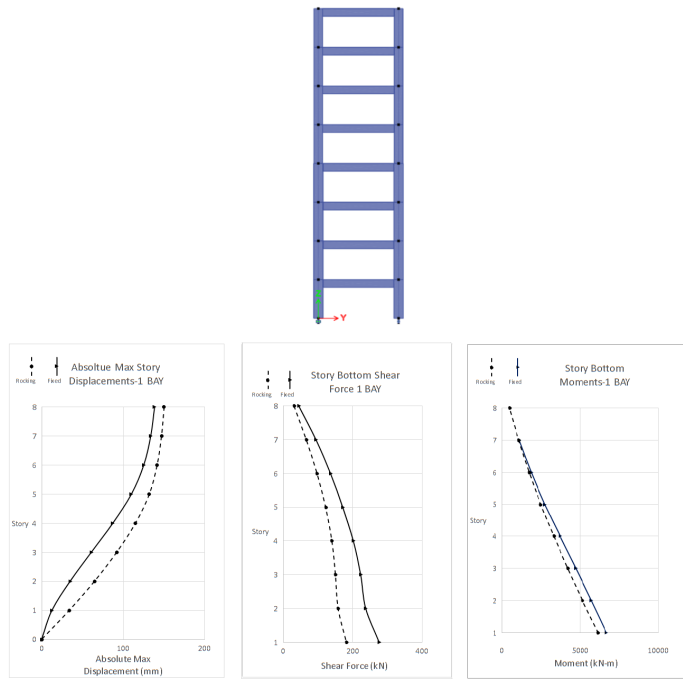 Y
Absoltue Max Story
Displacements-1 BAY
Rocking
Fixed
8
7
6
5
Story 4
3
2
1
0
0 100 200
Absolute Max
Displacement (mm)
Story Bottom Shear
Force 1 BAY
Rocking
Fixed
8
7
6
5
Story
4
3
2
1
0 200 400
Shear Force (kN)
Story Bottom
Moments-1 BAY
Rocking
Fixed
8
7
6
5
Story
4
3
2
1
0 5000 10000
Moment (kN-m)